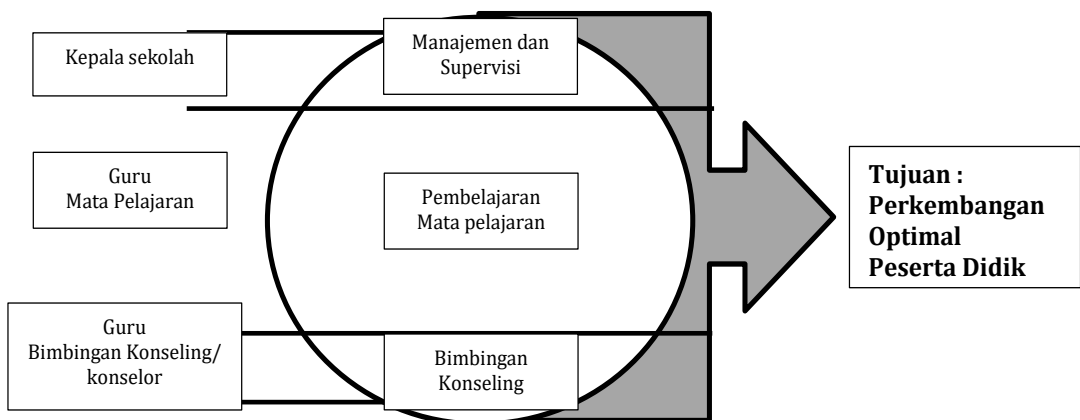 Kepala sekolah
Manajemen dan
Supervisi
Guru
Mata Pelajaran
Pembelajaran
Mata pelajaran
Tujuan :
Perkembangan
Optimal
Peserta Didik
Guru
Bimbingan Konseling/
konselor
Bimbingan
Konseling